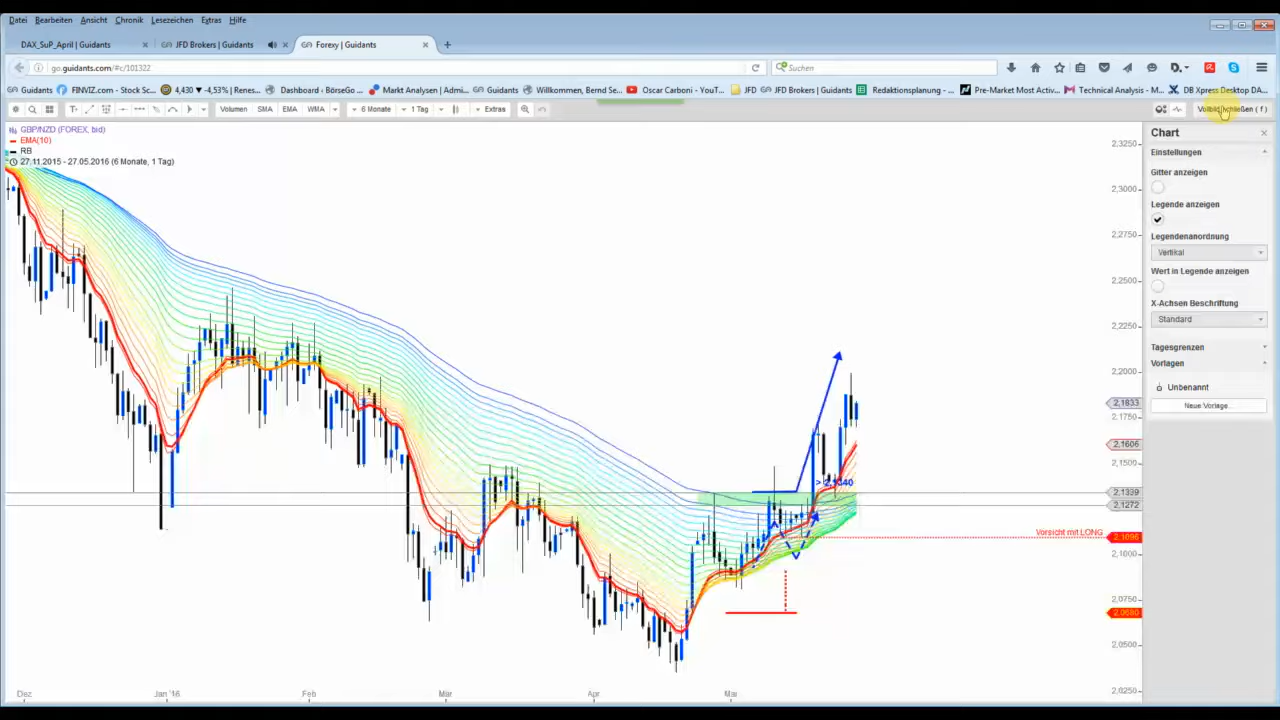 Datei Bearbeiten Ansicht Chronik Lesezeichen Extras Hilfe
DAX_SuP_April | Guidants JFD Brokers | Guidants Forexy | Guidants
go.guidants.com/#c/101322 Suchen
Guidants FINVIZ.com - Stock Sc... 4,430 ▾ -4,53% | Renes... Dashboard - BörseGo ... Markt Analysen | Admi... Guidants Willkommen, Bernd Se... Oscar Carboni - YouT... JFD JFD Brokers | Guidants Redaktionsplanung - ... Pre-Market Most Activ... Technical Analysis - M... DB Xpress Desktop DA...
Volumen SMA EMA WMA 6 Monate 1 Tag Extras
GBP/NZD (FOREX, bid)
EMA(10)
RB
27.11.2015 - 27.05.2016 (6 Monate, 1 Tag)
Chart
Einstellungen
Gitter anzeigen
Legende anzeigen
Legendenanordnung
Vertikal
Wert in Legende anzeigen
X-Achsen Beschriftung
Standard
Tagesgrenzen
Vorlagen
Unbenannt
Neue Vorlage...
2,3250
2,3000
2,2750
2,2500
2,2250
2,2000
2,1833
2,1750
2,1606
2,1500
> 2,1340
2,1339
2,1272
Vorsicht mit LONG
2,1000
2,0750
2,0680
2,0500
2,0250
Dez Jan '16 Feb Mär Apr Mai